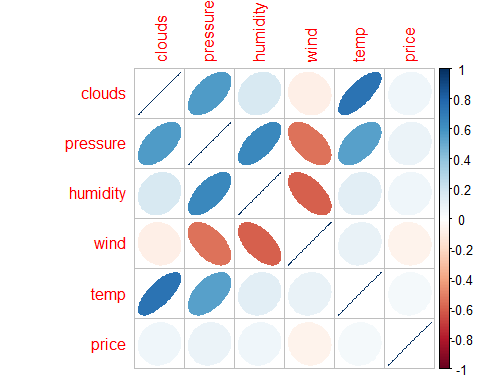 clouds
pressure
humidity
wind
temp
price
clouds
pressure
humidity
wind
temp
price
1
0.8
0.6
0.4
0.2
0
-0.2
-0.4
-0.6
-0.8
-1